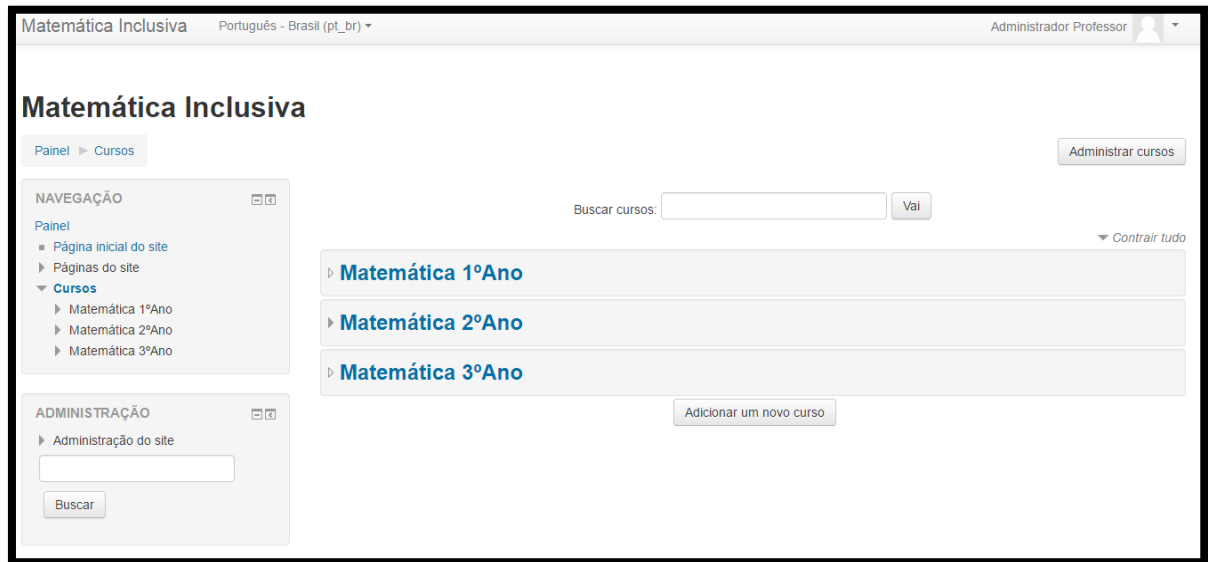 Matemática Inclusiva Português - Brasil (pt_br) Administrador Professor
Matemática Inclusiva
Painel Cursos
Administrar cursos
NAVEGAÇÃO
Painel
Página inicial do site
Páginas do site
Cursos
Matemática 1ºAno
Matemática 2ºAno
Matemática 3ºAno
ADMINISTRAÇÃO
Administração do site
Buscar
Buscar cursos: Vai
Contrair tudo
Matemática 1ºAno
Matemática 2ºAno
Matemática 3ºAno
Adicionar um novo curso